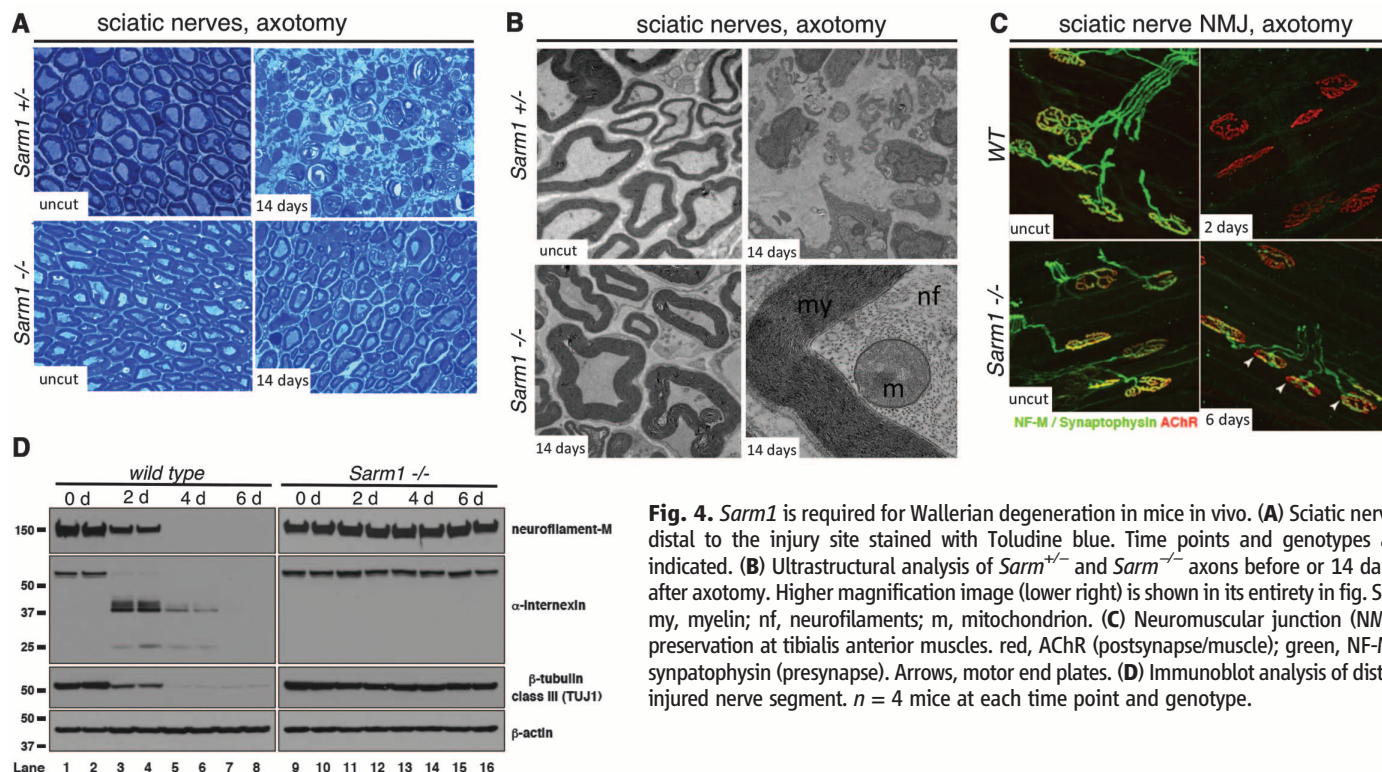 A
sciatic nerves, axotomy
Sarm1 +/-
uncut
14 days
Sarm1 -/-
uncut
14 days
B
sciatic nerves, axotomy
Sarm1 +/-
uncut
14 days
Sarm1 -/-
14 days
my
nf
m
14 days
C
sciatic nerve NMJ, axotomy
WT
uncut
2 days
Sarm1 -/-
uncut
6 days
NF-M / Synaptophysin AChR
D
wild type Sarm1 -/-
0 d 2 d 4 d 6 d 0 d 2 d 4 d 6 d
150
neurofilament-M
50
37
25
α-internexin
50
β-tubulin
class III (TUJ1)
50
37
β-actin
Lane 1 2 3 4 5 6 7 8 9 10 11 12 13 14 15 16
Fig. 4. Sarm1 is required for Wallerian degeneration in mice in vivo. (A) Sciatic nerv
distal to the injury site stained with Toludine blue. Time points and genotypes a
indicated. (B) Ultrastructural analysis of Sarm+/− and Sarm−/− axons before or 14 day
after axotomy. Higher magnification image (lower right) is shown in its entirety in fig. S
my, myelin; nf, neurofilaments; m, mitochondrion. (C) Neuromuscular junction (NM
preservation at tibialis anterior muscles. red, AChR (postsynapse/muscle); green, NF-M
synpatophysin (presynapse). Arrows, motor end plates. (D) Immunoblot analysis of dist
injured nerve segment. n = 4 mice at each time point and genotype.